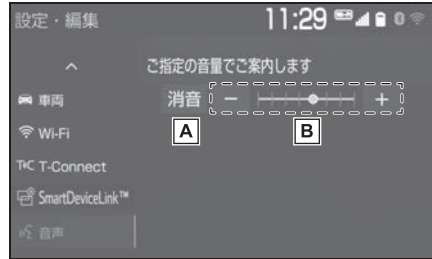 設定・編集
11:29
ご指定の音量でご案内します
車両
消音 － ＋
A
B
Wi-Fi
T-Connect
SmartDeviceLink™
音声